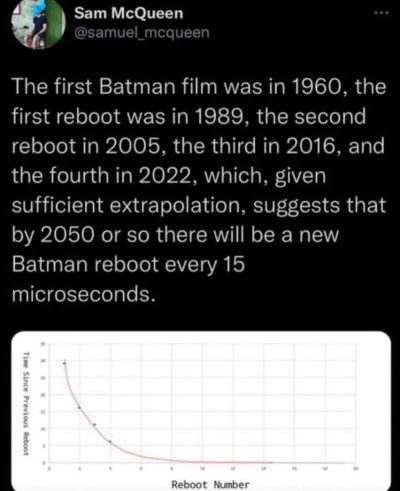 Sam McQueen
@samuel_mcqueen
The first Batman film was in 1960, the
first reboot was in 1989, the second
reboot in 2005, the third in 2016, and
the fourth in 2022, which, given
sufficient extrapolation, suggests that
by 2050 or so there will be a new
Batman reboot every 15
microseconds.
Time Since Previous Reboot
Reboot Number